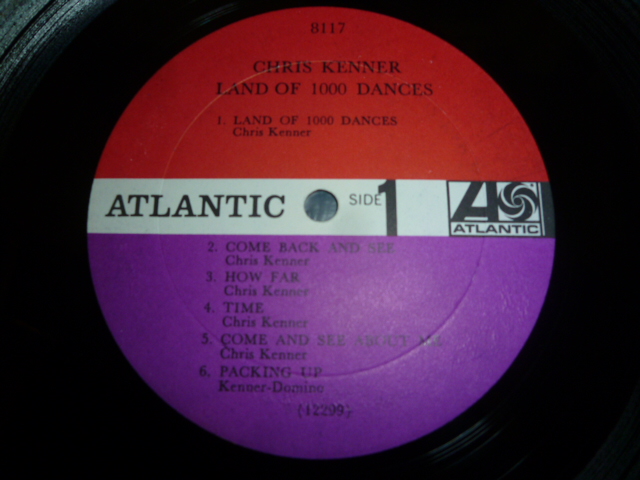 8117
CHRIS KENNER
LAND OF 1000 DANCES
1. LAND OF 1000 DANCES
Chris Kenner
ATLANTIC SIDE 1
ATLANTIC
2. COME BACK AND SEE
Chris Kenner
3. HOW FAR
Chris Kenner
4. TIME
Chris Kenner
5. COME AND SEE ABOUT ME
Chris Kenner
6. PACKING UP
Kenner-Domino
(12299)